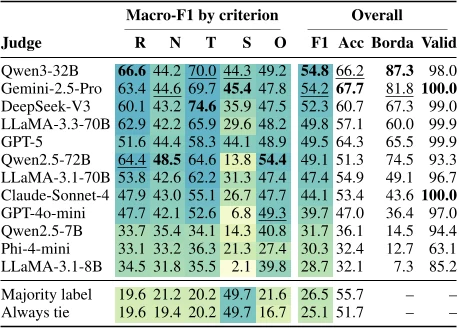 Macro-F1 by criterion Overall
Judge R N T S O F1 Acc Borda Valid
Qwen3-32B 66.6 44.2 70.0 44.3 49.2 54.8 66.2 87.3 98.0
Gemini-2.5-Pro 63.4 44.6 69.7 45.4 47.8 54.2 67.7 81.8 100.0
DeepSeek-V3 60.1 43.2 74.6 35.9 47.5 52.3 60.7 67.3 99.0
LLaMA-3.3-70B 62.9 42.2 65.9 29.6 48.2 49.8 57.1 60.0 99.9
GPT-5 51.6 44.4 58.3 44.1 48.9 49.5 64.3 65.5 99.9
Qwen2.5-72B 64.4 48.5 64.6 13.8 54.4 49.1 51.3 74.5 93.3
LLaMA-3.1-70B 53.8 42.6 62.2 31.3 47.4 47.4 54.9 49.1 96.7
Claude-Sonnet-4 47.9 43.0 55.1 26.7 47.7 44.1 53.4 43.6 100.0
GPT-4o-mini 47.7 42.1 52.6 6.8 49.3 39.7 47.0 36.4 97.0
Qwen2.5-7B 33.7 35.4 34.1 14.3 40.8 31.7 36.1 14.5 94.4
Phi-4-mini 33.1 33.2 36.3 21.3 27.4 30.3 32.4 12.7 63.1
LLaMA-3.1-8B 34.5 31.8 35.5 2.1 39.8 28.7 32.1 7.3 85.2
Majority label 19.6 21.2 20.2 49.7 21.6 26.5 55.7 – –
Always tie 19.6 19.4 20.2 49.7 16.7 25.1 51.7 – –